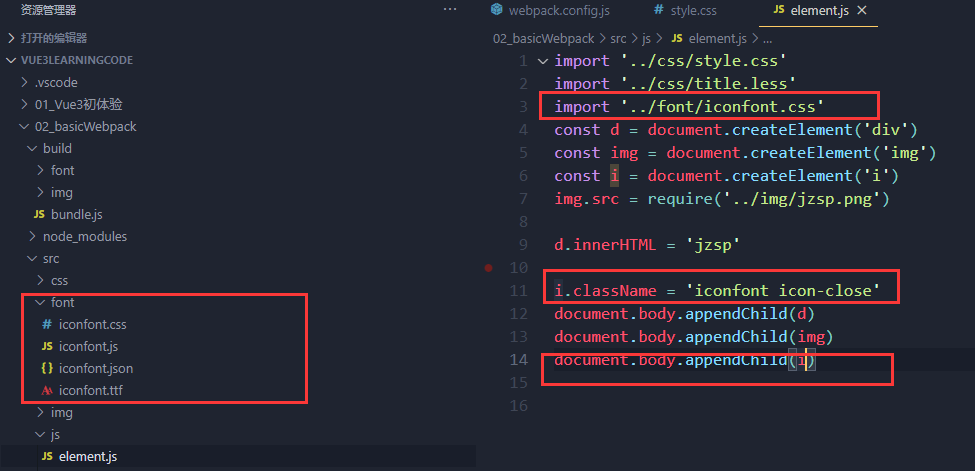 资源管理器
···
打开的编辑器
VUE3LEARNINGCODE
.vscode
01_Vue3初体验
02_basicWebpack
build
font
img
JS bundle.js
node_modules
src
css
font
# iconfont.css
JS iconfont.js
{} iconfont.json
iconfont.ttf
img
js
JS element.js
webpack.config.js # style.css JS element.js
02_basicWebpack > src > js > JS element.js > ...
1 import '../css/style.css'
2 import '../css/title.less'
3 import '../font/iconfont.css'
4 const d = document.createElement('div')
5 const img = document.createElement('img')
6 const i = document.createElement('i')
7 img.src = require('../img/jzsp.png')
8
9 d.innerHTML = 'jzsp'
10
11 i.className = 'iconfont icon-close'
12 document.body.appendChild(d)
13 document.body.appendChild(img)
14 document.body.appendChild(i)
15
16